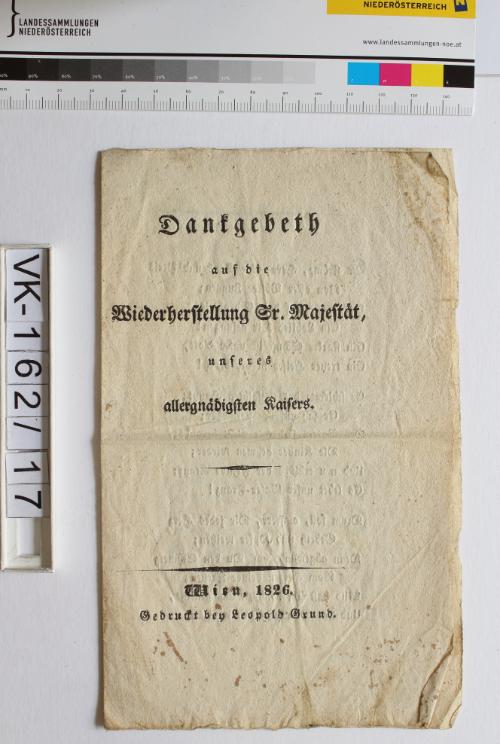 LANDESSAMMLUNGEN
NIEDERÖSTERREICH
NIEDERÖSTERREICH
www.landessammlungen-noe.at
VK-1627/17
Dankgebeth
auf die
Wiederherstellung Sr. Majestät,
unseres
allergnädigsten Kaisers.
Wien, 1826.
Gedruckt bey Leopold Grund.